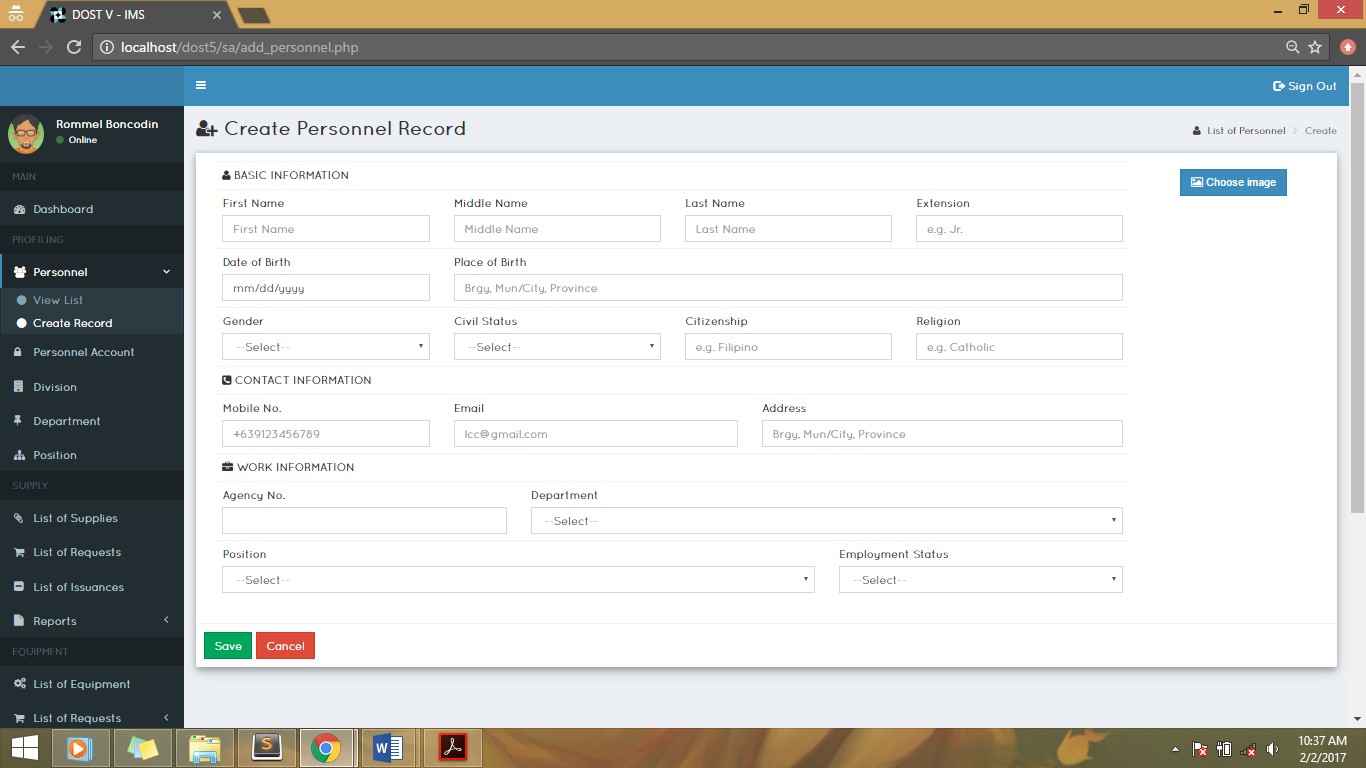 DOST V - IMS
localhost/dost5/sa/add_personnel.php
Sign Out
Rommel Boncodin
Online
MAIN
Dashboard
PROFILING
Personnel
View List
Create Record
Personnel Account
Division
Department
Position
SUPPLY
List of Supplies
List of Requests
List of Issuances
Reports
EQUIPMENT
List of Equipment
List of Requests
Create Personnel Record
List of Personnel > Create
BASIC INFORMATION
Choose image
First Name Middle Name Last Name Extension
First Name Middle Name Last Name e.g. Jr.
Date of Birth Place of Birth
mm/dd/yyyy Brgy, Mun/City, Province
Gender Civil Status Citizenship Religion
--Select-- --Select-- e.g. Filipino e.g. Catholic
CONTACT INFORMATION
Mobile No. Email Address
+639123456789 lcc@gmail.com Brgy, Mun/City, Province
WORK INFORMATION
Agency No. Department
--Select--
Position Employment Status
--Select-- --Select--
Save Cancel
10:37 AM
2/2/2017